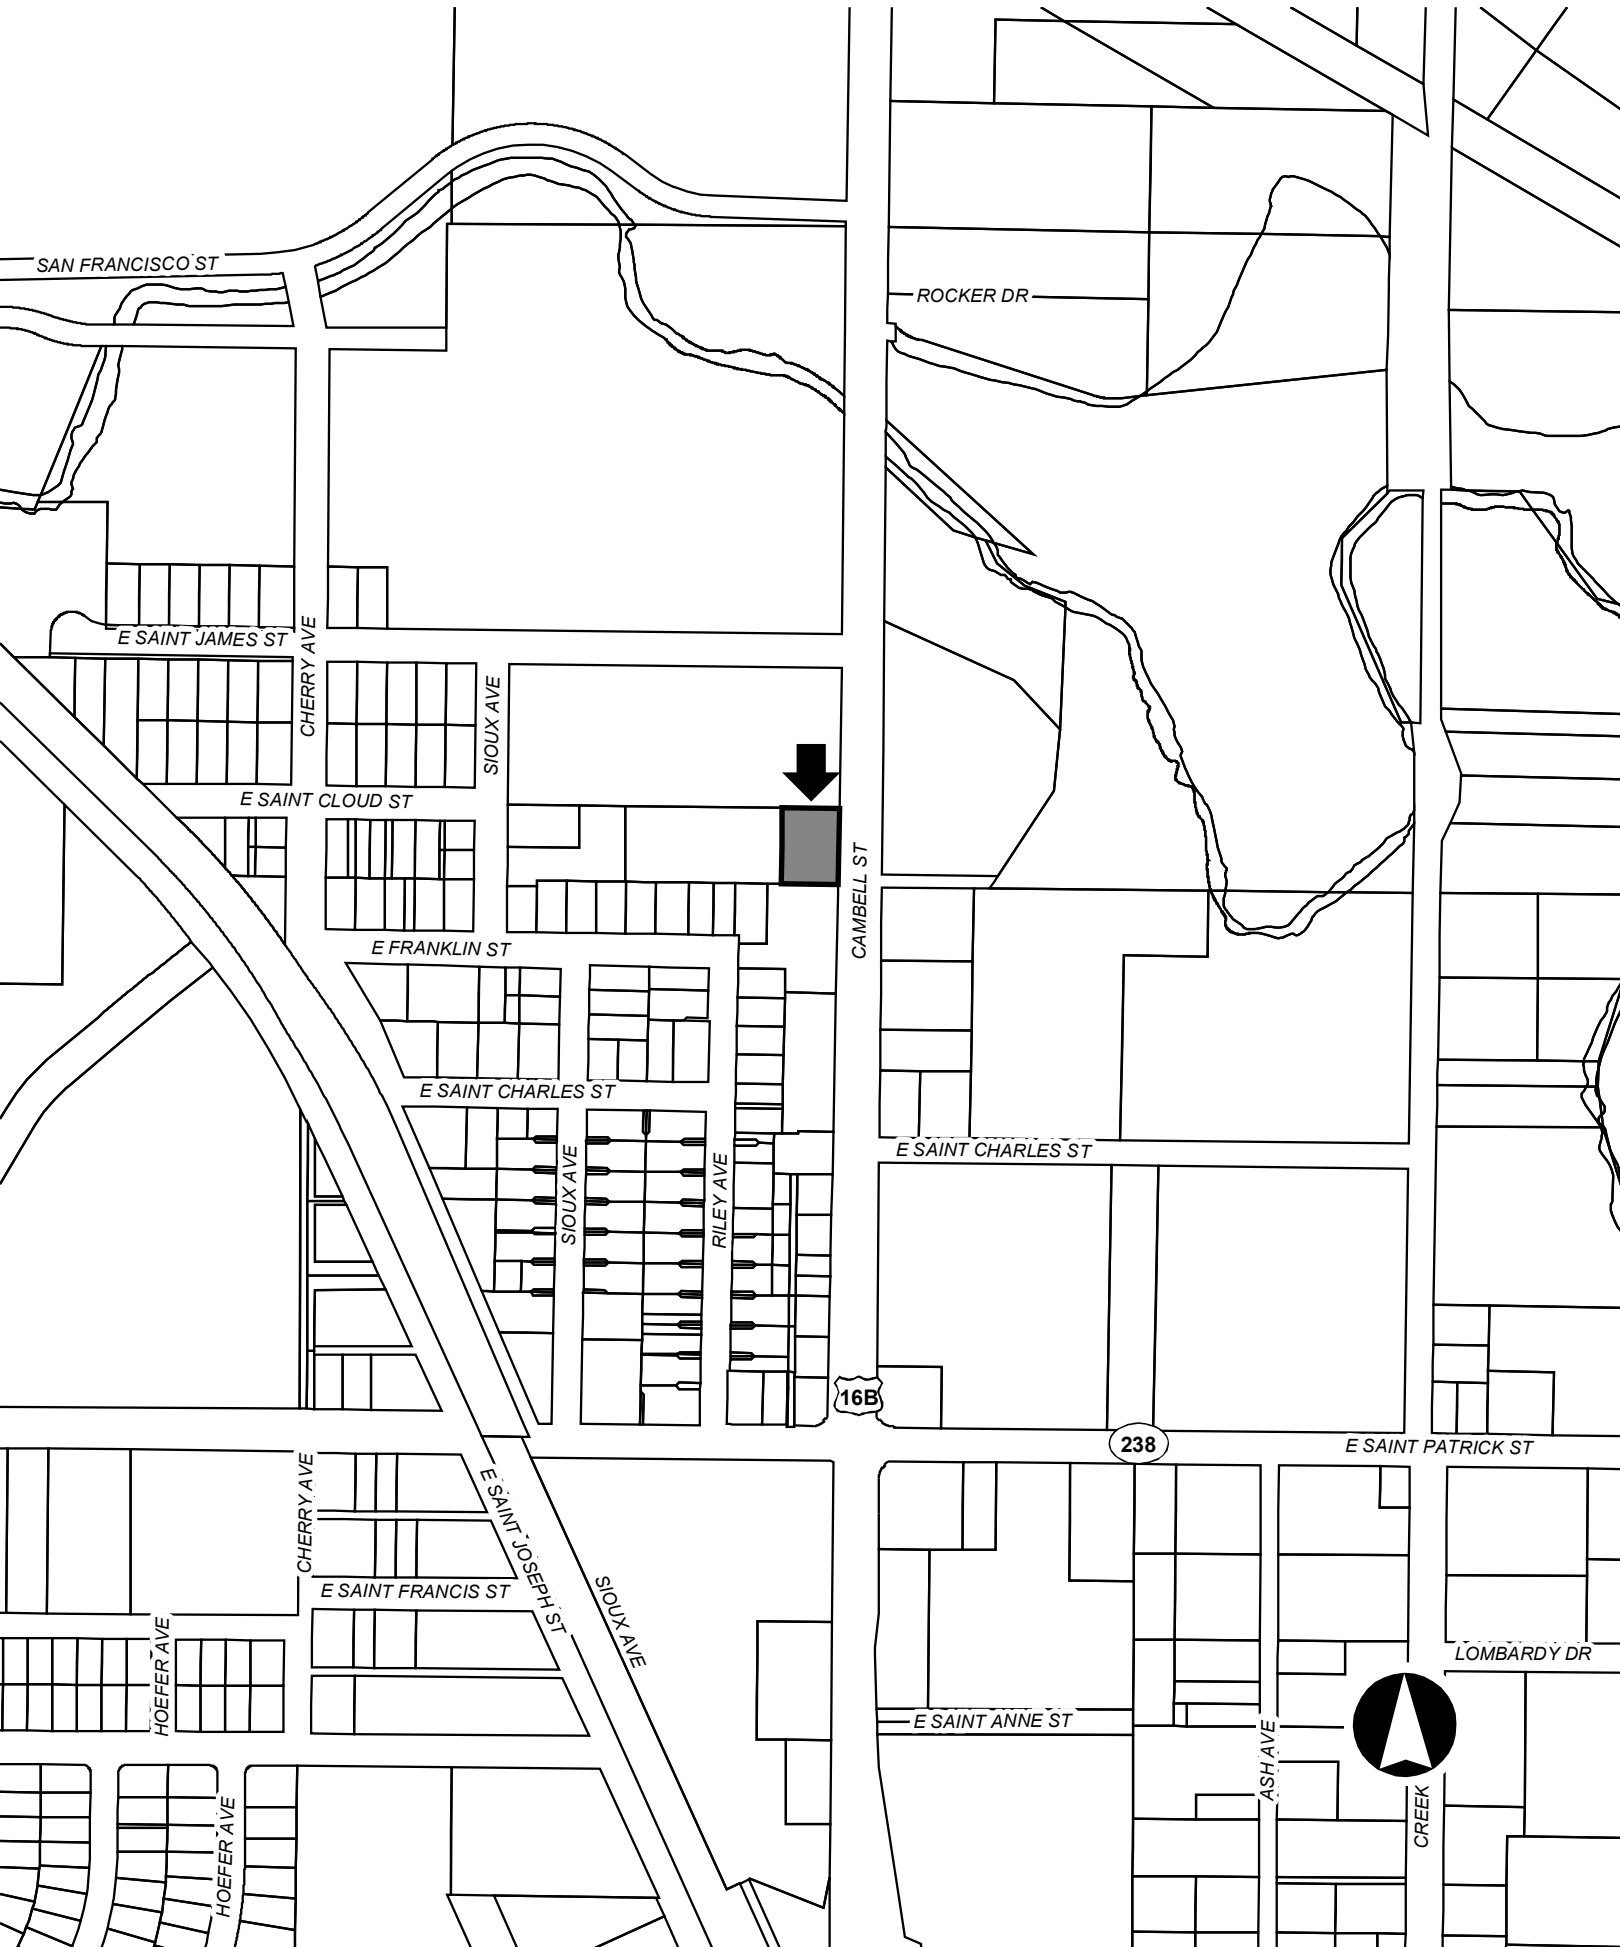 SAN FRANCISCO ST
ROCKER DR
E SAINT JAMES ST
CHERRY AVE
SIOUX AVE
E SAINT CLOUD ST
CAMBELL ST
E FRANKLIN ST
E SAINT CHARLES ST
E SAINT CHARLES ST
SIOUX AVE
RILEY AVE
16B
238
E SAINT PATRICK ST
CHERRY AVE
E SAINT JOSEPH ST
E SAINT FRANCIS ST
SIOUX AVE
HOEFER AVE
LOMBARDY DR
E SAINT ANNE ST
ASH AVE
CREEK
HOEFER AVE